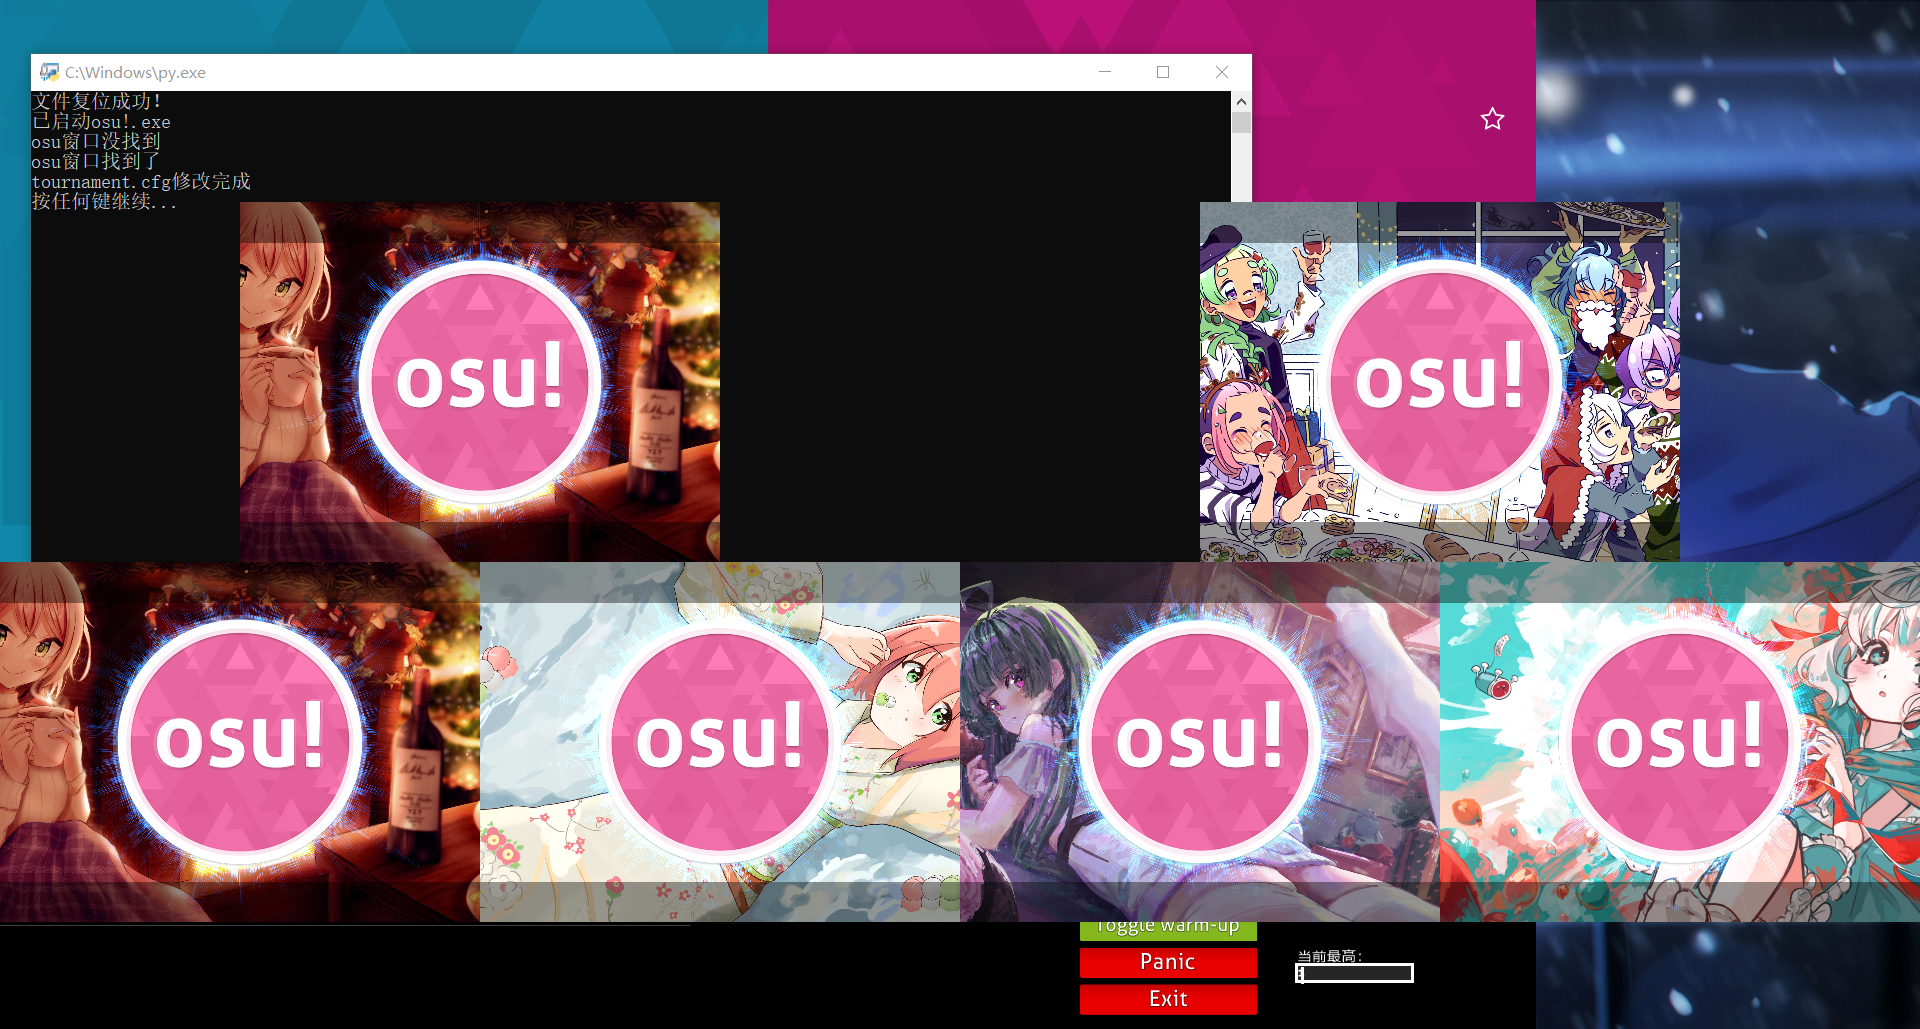 C:\Windows\py.exe
文件复位成功!
已启动osu!.exe
osu窗口没找到
osu窗口找到了
tournament.cfg修改完成
按任何键继续...
osu!
osu!
osu!
osu!
osu!
osu!
Toggle warm-up
Panic
当前最高:
Exit